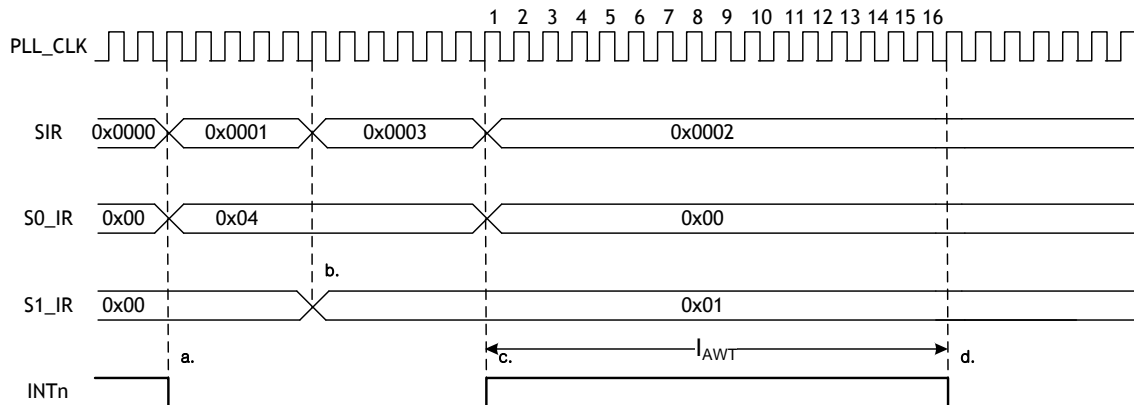 1 2 3 4 5 6 7 8 9 10 11 12 13 14 15 16
PLL_CLK
SIR 0x0000 0x0001 0x0003 0x0002
S0_IR 0x00 0x04 0x00
b.
S1_IR 0x00 0x01
a. c. IAWT d.
INTn